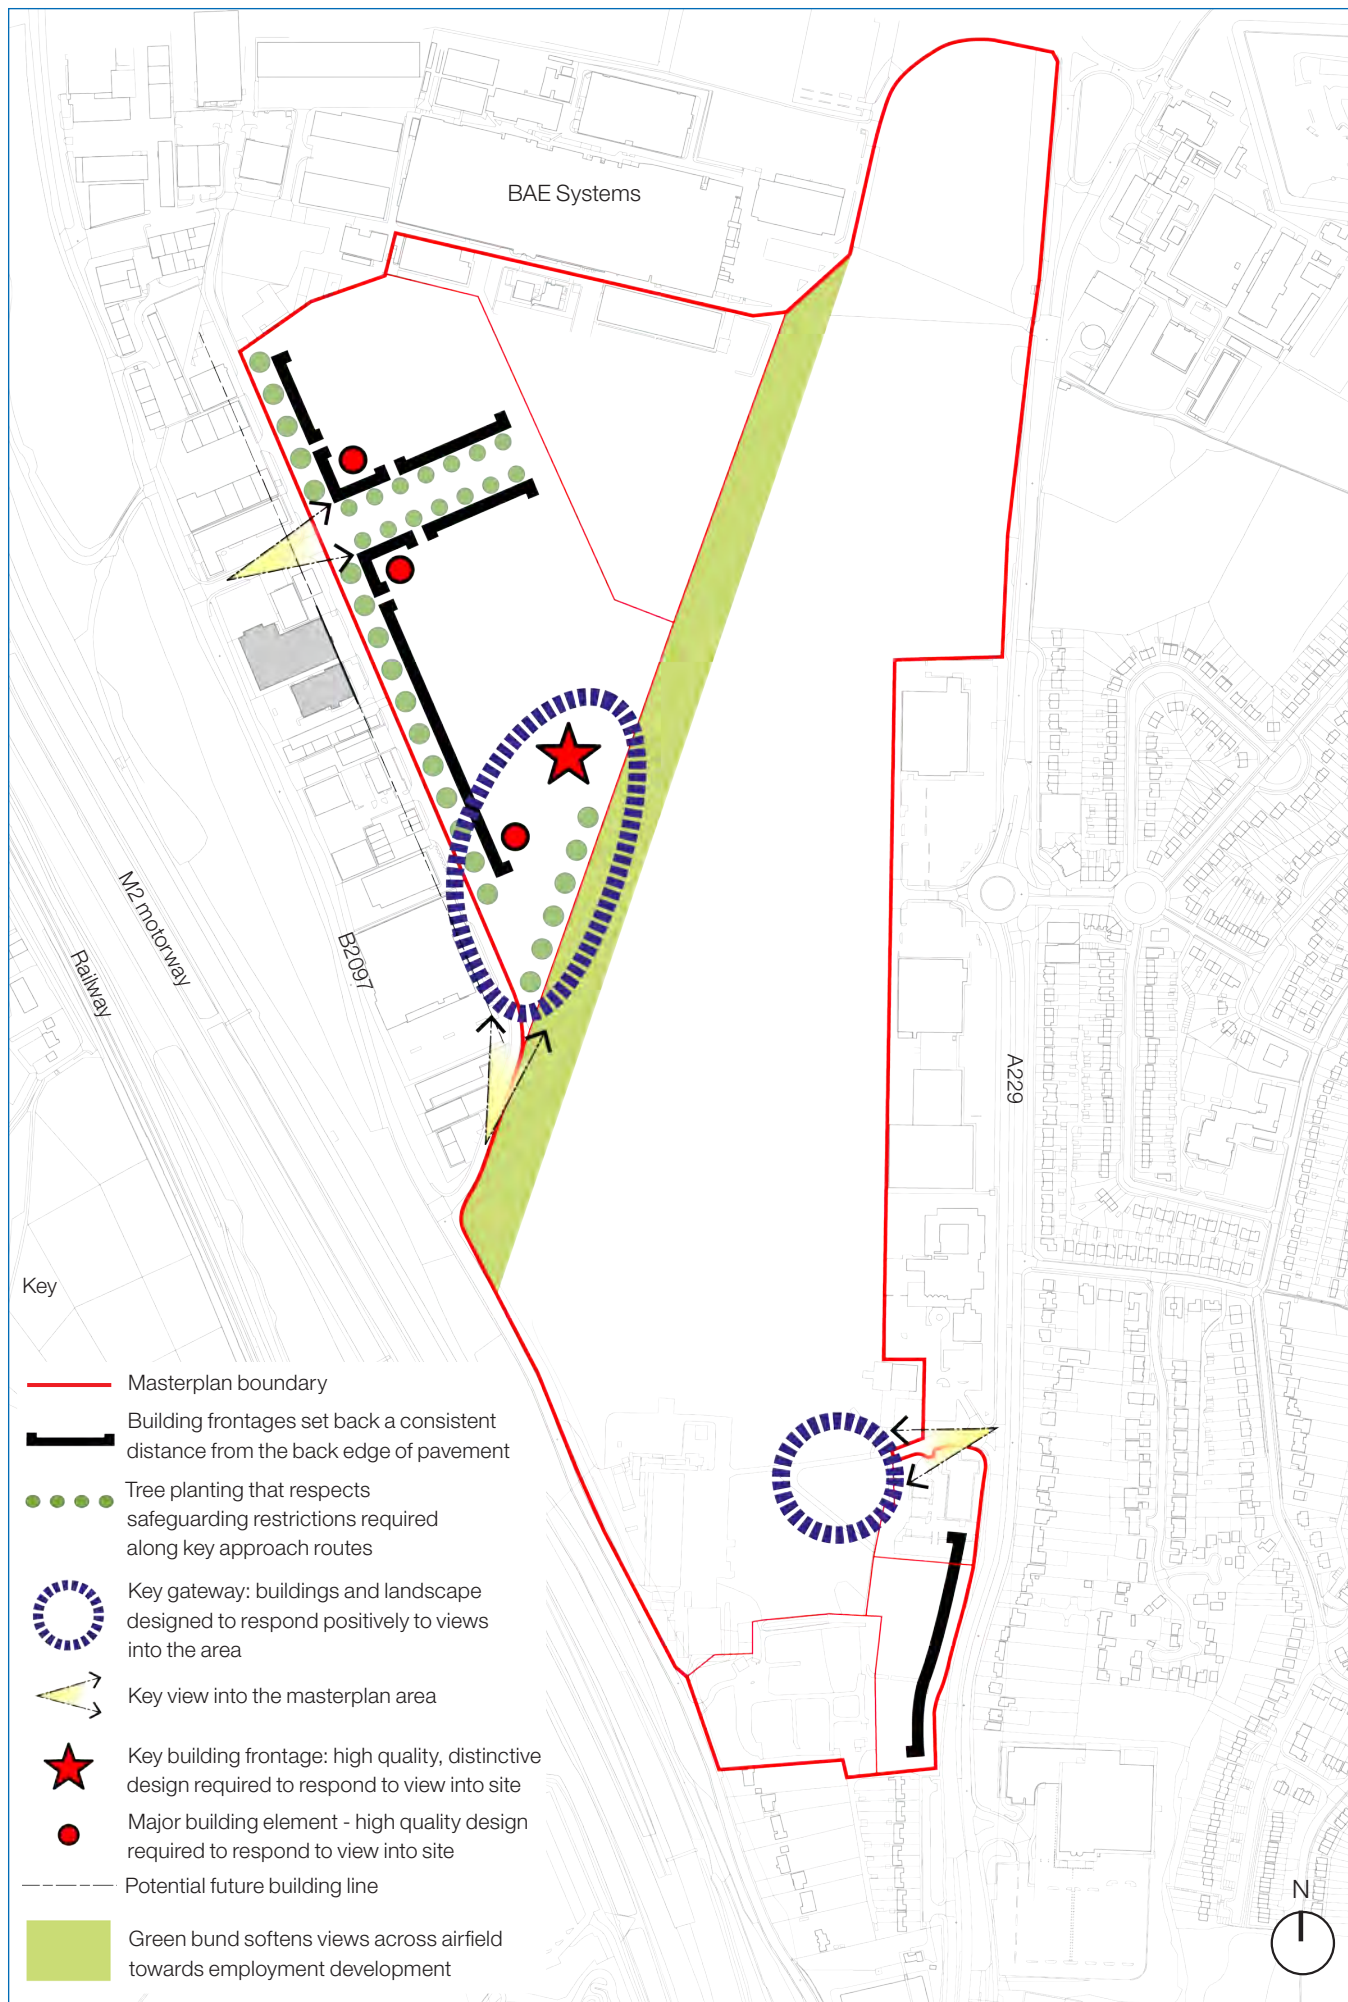 BAE Systems
M2 motorway
Railway
B2097
A229
Key
Masterplan boundary
Building frontages set back a consistent
distance from the back edge of pavement
Tree planting that respects
safeguarding restrictions required
along key approach routes
Key gateway: buildings and landscape
designed to respond positively to views
into the area
Key view into the masterplan area
Key building frontage: high quality, distinctive
design required to respond to view into site
Major building element - high quality design
required to respond to view into site
Potential future building line
Green bund softens views across airfield
towards employment development
N